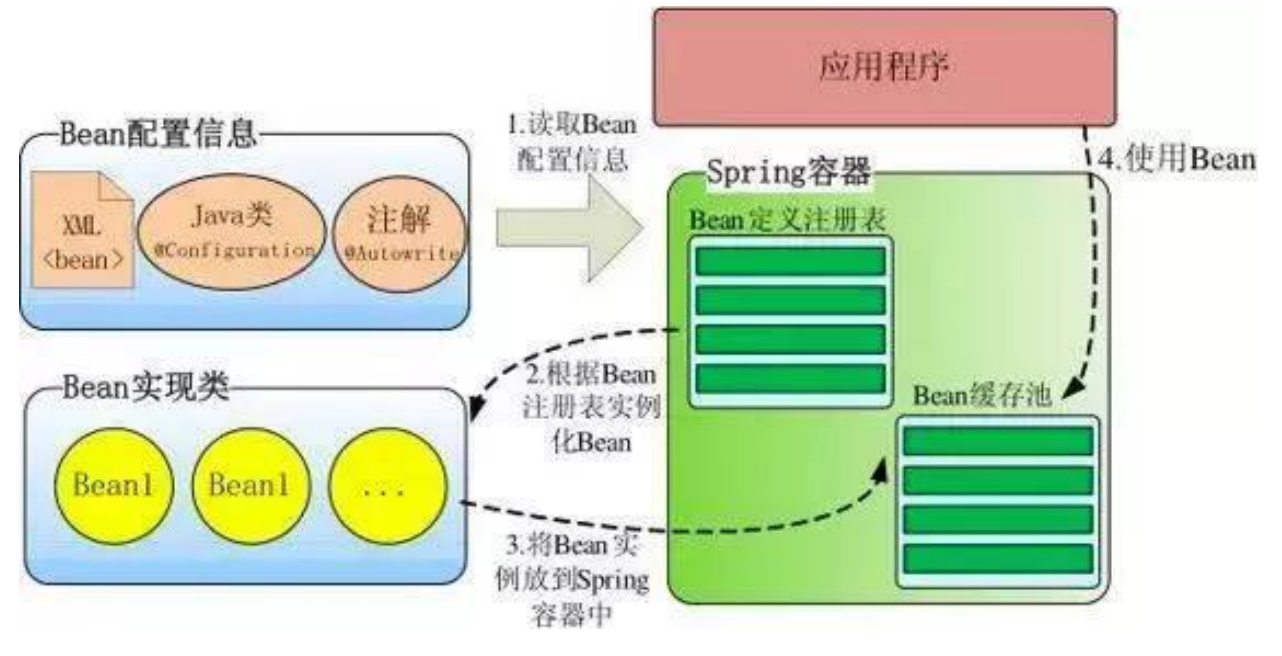 应用程序
Bean配置信息
XML
<bean>
Java类
@Configuration
注解
@Autowrite
1.读取Bean
配置信息
Spring容器
4.使用Bean
Bean定义注册表
2.根据Bean
注册表实例
化Bean
Bean实现类
Bean1
Bean1
...
Bean缓存池
3.将Bean实
例放到Spring
容器中